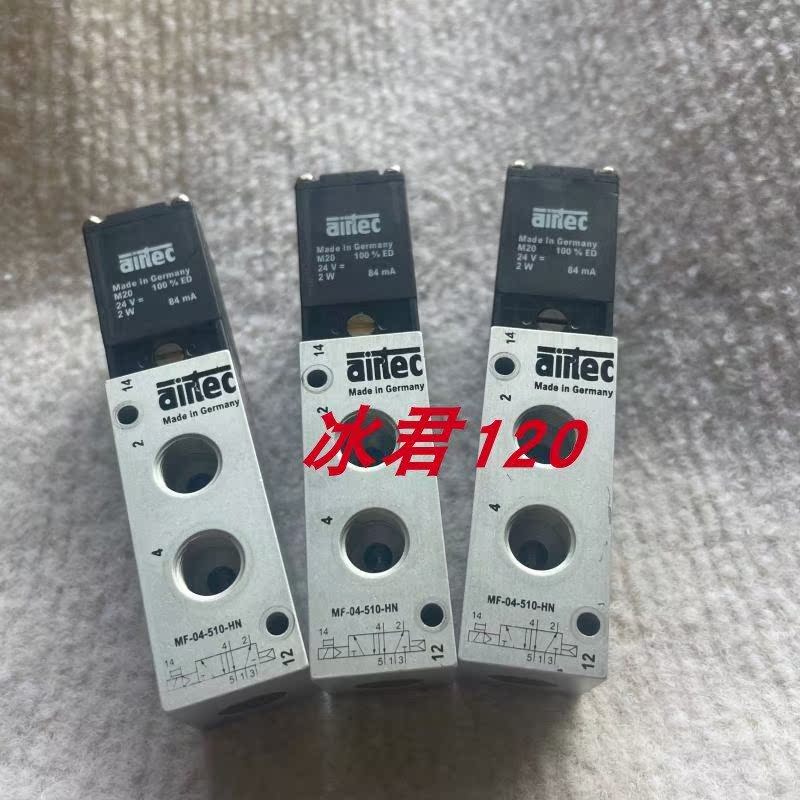 airtec
Made in Germany
M20 100 % ED
24 V =
2 W 84 mA
14
airtec
Made in Germany
2
4
MF-04-510-HN
14
4 2
5 1 3
12
airtec
Made in Germany
M20 100 % ED
24 V =
2 W 84 mA
14
airtec
Made in Germany
2
4
MF-04-510-HN
14
4 2
5 1 3
12
airtec
Made in Germany
M20 100 % ED
24 V =
2 W 84 mA
14
airtec
Made in Germany
2
4
MF-04-510-HN
14
4 2
5 1 3
12
冰君120